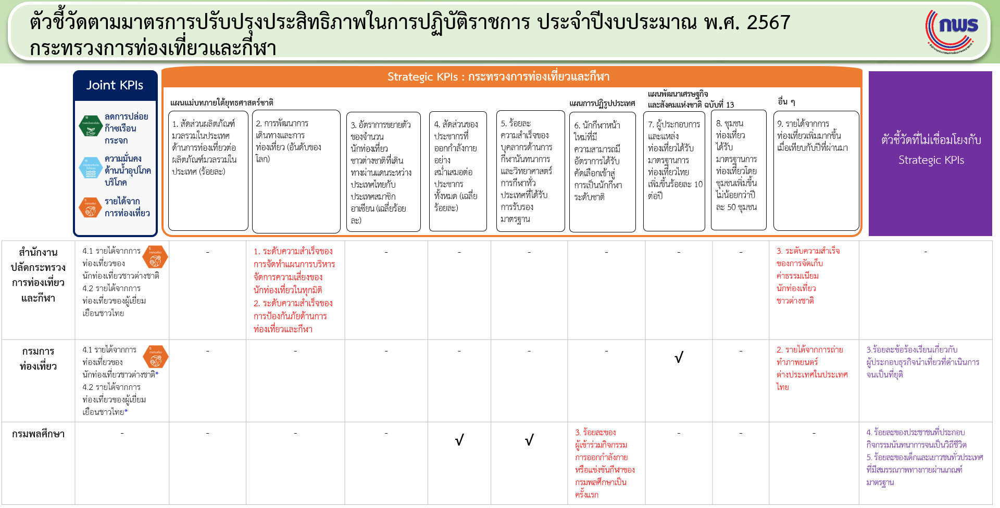 ตัวชี้วัดตามมาตรการปรับปรุงประสิทธิภาพในการปฏิบัติราชการ ประจำปีงบประมาณ พ.ศ. 2567
กระทรวงการท่องเที่ยวและกีฬา
กพร
Joint KPIs
ลดการปล่อย
ก๊าซเรือน
กระจก
ความมั่นคง
ด้านน้ำอุปโภค
บริโภค
รายได้จาก
การท่องเที่ยว
Strategic KPIs : กระทรวงการท่องเที่ยวและกีฬา
แผนแม่บทภายใต้ยุทธศาสตร์ชาติ
1. สัดส่วนผลิตภัณฑ์
มวลรวมในประเทศ
ด้านการท่องเที่ยวต่อ
ผลิตภัณฑ์มวลรวมใน
ประเทศ (ร้อยละ)
2. การพัฒนาการ
เดินทางและการ
ท่องเที่ยว (อันดับของ
โลก)
3. อัตราการขยายตัว
ของจำนวน
นักท่องเที่ยว
ชาวต่างชาติที่เดิน
ทางผ่านแดนระหว่าง
ประเทศไทยกับ
ประเทศสมาชิก
อาเซียน (เฉลี่ยร้อย
ละ)
4. สัดส่วนของ
ประชากรที่
ออกกำลังกาย
อย่าง
สม่ำเสมอต่อ
ประชากร
ทั้งหมด (เฉลี่ย
ร้อยละ)
5. ร้อยละ
ความสำเร็จของ
บุคลากรด้านการ
กีฬานันทนาการ
และวิทยาศาสตร์
การกีฬาทั่ว
ประเทศที่ได้รับ
การรับรอง
มาตรฐาน
แผนการปฏิรูปประเทศ
6. นักกีฬาหน้า
ใหม่ที่มี
ความสามารถมี
อัตราการได้รับ
คัดเลือกเข้าสู่
การเป็นนักกีฬา
ระดับชาติ
แผนพัฒนาเศรษฐกิจ
และสังคมแห่งชาติ ฉบับที่ 13
7. ผู้ประกอบการ
และแหล่ง
ท่องเที่ยวได้รับ
มาตรฐานการ
ท่องเที่ยวไทย
เพิ่มขึ้นร้อยละ 10
ต่อปี
8. ชุมชน
ท่องเที่ยว
ได้รับ
มาตรฐานการ
ท่องเที่ยวโดย
ชุมชนเพิ่มขึ้น
ไม่น้อยกว่าปี
ละ 50 ชุมชน
อื่น ๆ
9. รายได้จากการ
ท่องเที่ยวเพิ่มมากขึ้น
เมื่อเทียบกับปีที่ผ่านมา
ตัวชี้วัดที่ไม่เชื่อมโยงกับ
Strategic KPIs
สำนักงาน
ปลัดกระทรวง
การท่องเที่ยว
และกีฬา
4.1 รายได้จากการ
ท่องเที่ยวของ
นักท่องเที่ยวชาวต่างชาติ
4.2 รายได้จากการ
ท่องเที่ยวของผู้เยี่ยม
เยือนชาวไทย
-
1. ระดับความสำเร็จของ
การจัดทำแผนการบริหาร
จัดการความเสี่ยงของ
นักท่องเที่ยวในทุกมิติ
2. ระดับความสำเร็จของ
การป้องกันภัยด้านการ
ท่องเที่ยวและกีฬา
-
-
-
-
-
-
3. ระดับความสำเร็จ
ของการจัดเก็บ
ค่าธรรมเนียม
นักท่องเที่ยว
ชาวต่างชาติ
-
กรมการ
ท่องเที่ยว
4.1 รายได้จากการ
ท่องเที่ยวของ
นักท่องเที่ยวชาวต่างชาติ*
4.2 รายได้จากการ
ท่องเที่ยวของผู้เยี่ยม
เยือนชาวไทย*
-
-
-
-
-
-
√
-
2. รายได้จากการถ่าย
ทำภาพยนตร์
ต่างประเทศในประเทศ
ไทย
3.ร้อยละข้อร้องเรียนเกี่ยวกับ
ผู้ประกอบธุรกิจนำเที่ยวที่ดำเนินการ
จนเป็นที่ยุติ
กรมพลศึกษา
-
-
-
-
√
√
3. ร้อยละของ
ผู้เข้าร่วมกิจกรรม
การออกกำลังกาย
หรือแข่งขันกีฬาของ
กรมพลศึกษาเป็น
ครั้งแรก
-
-
-
4. ร้อยละของประชาชนที่ประกอบ
กิจกรรมนันทนาการจนเป็นวิถีชีวิต
5. ร้อยละของเด็กและเยาวชนทั่วประเทศ
ที่มีสมรรถภาพทางกายผ่านเกณฑ์
มาตรฐาน